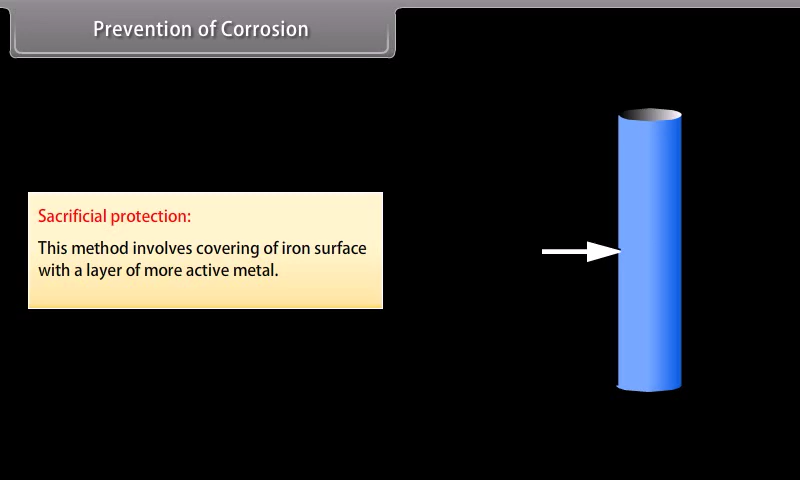 Prevention of Corrosion
Sacrificial protection:
This method involves covering of iron surface
with a layer of more active metal.